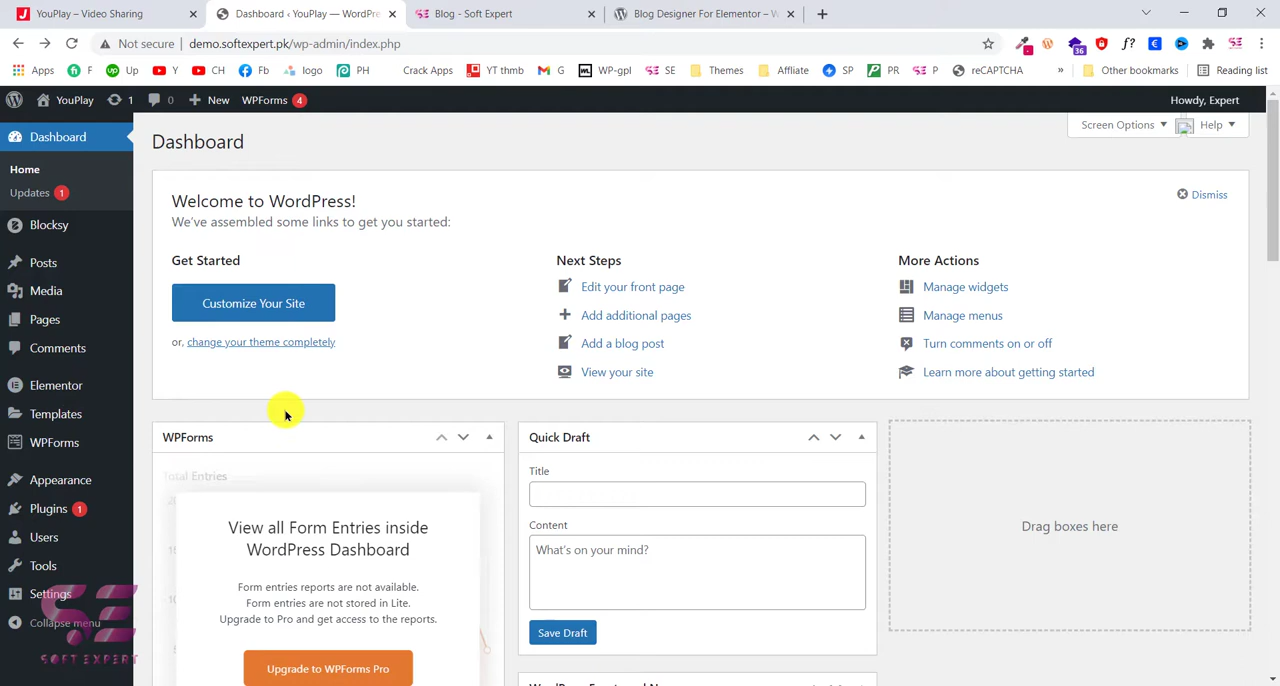 YouPlay – Video Sharing
Dashboard ‹ YouPlay — WordPre
Blog - Soft Expert
Blog Designer For Elementor – W
Not secure | demo.softexpert.pk/wp-admin/index.php
Apps F Up Y CH Fb logo PH Crack Apps YT thmb G WP-gpl SE Themes Affliate SP PR P reCAPTCHA » Other bookmarks Reading list
36
YouPlay 1 0 New WPForms 4 Howdy, Expert
Screen Options Help
Dashboard
Home
Updates 1
Blocksy
Posts
Media
Pages
Comments
Elementor
Templates
WPForms
Appearance
Plugins 1
Users
Tools
Settings
Collapse menu
SE
SOFT EXPERT
Dashboard
Welcome to WordPress!
Dismiss
We've assembled some links to get you started:
Get Started
Customize Your Site
or, change your theme completely
Next Steps
Edit your front page
Add additional pages
Add a blog post
View your site
More Actions
Manage widgets
Manage menus
Turn comments on or off
Learn more about getting started
WPForms
Total Entries
View all Form Entries inside
WordPress Dashboard
Form entries reports are not available.
Form entries are not stored in Lite.
Upgrade to Pro and get access to the reports.
Upgrade to WPForms Pro
Quick Draft
Title
Content
What's on your mind?
Save Draft
Drag boxes here